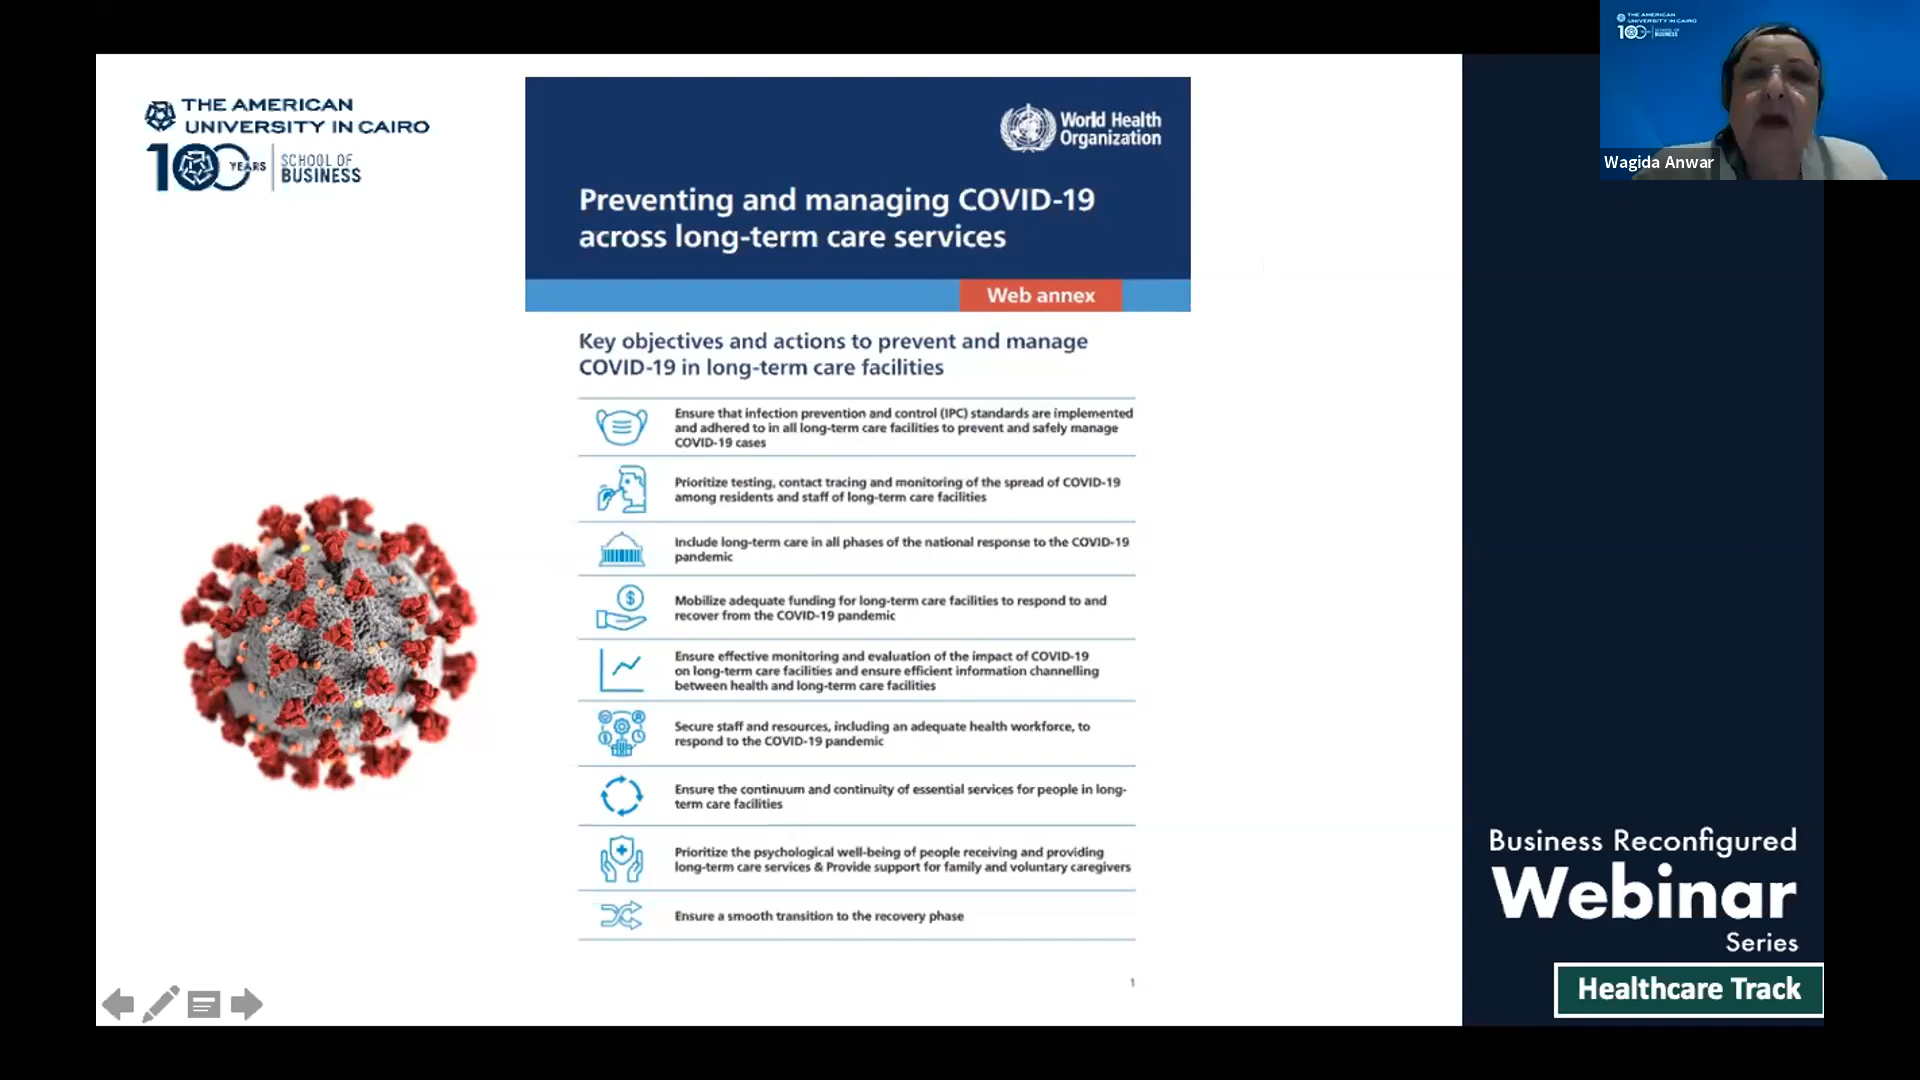 THE AMERICAN
UNIVERSITY IN CAIRO
100 YEARS
SCHOOL OF
BUSINESS
World Health
Organization
Preventing and managing COVID-19
across long-term care services
Web annex
Key objectives and actions to prevent and manage
COVID-19 in long-term care facilities
Ensure that infection prevention and control (IPC) standards are implemented
and adhered to in all long-term care facilities to prevent and safely manage
COVID-19 cases
Prioritize testing, contact tracing and monitoring of the spread of COVID-19
among residents and staff of long-term care facilities
Include long-term care in all phases of the national response to the COVID-19
pandemic
Mobilize adequate funding for long-term care facilities to respond to and
recover from the COVID-19 pandemic
Ensure effective monitoring and evaluation of the impact of COVID-19
on long-term care facilities and ensure efficient information channelling
between health and long-term care facilities
Secure staff and resources, including an adequate health workforce, to
respond to the COVID-19 pandemic
Ensure the continuum and continuity of essential services for people in long-
term care facilities
Prioritize the psychological well-being of people receiving and providing
long-term care services & Provide support for family and voluntary caregivers
Ensure a smooth transition to the recovery phase
1
THE AMERICAN
UNIVERSITY IN CAIRO
100
SCHOOL OF
BUSINESS
Wagida Anwar
Business Reconfigured
Webinar
Series
Healthcare Track